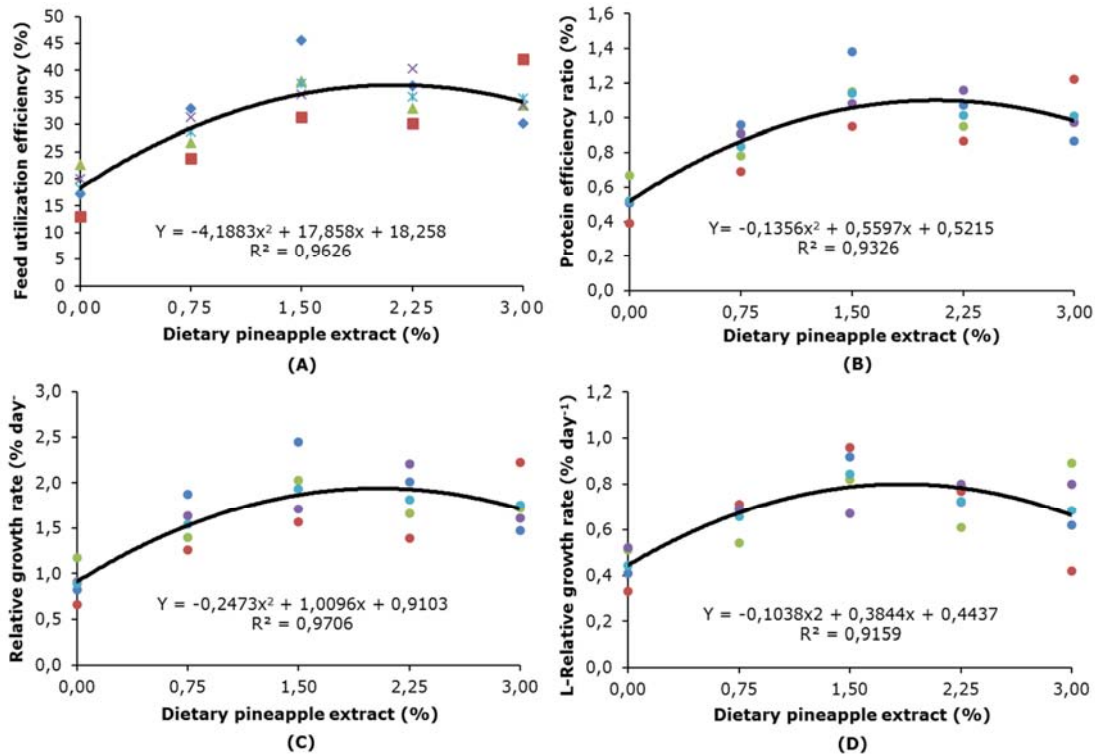 Feed utilization efficiency (%)
50
45
40
35
30
25
20
15
10
5
0
Y = -4,1883x² + 17,858x + 18,258
R² = 0,9626
0,00 0,75 1,50 2,25 3,00
Dietary pineapple extract (%)
(A)
Protein efficiency ratio (%)
1,6
1,4
1,2
1,0
0,8
0,6
0,4
0,2
0,0
Y= -0,1356x² + 0,5597x + 0,5215
R² = 0,9326
0,00 0,75 1,50 2,25 3,00
Dietary pineapple extract (%)
(B)
Relative growth rate (% day⁻
3,0
2,5
2,0
1,5
1,0
0,5
0,0
Y = -0,2473x² + 1,0096x + 0,9103
R² = 0,9706
0,00 0,75 1,50 2,25 3,00
Dietary pineapple extract (%)
(C)
L-Relative growth rate (% day⁻¹)
1,2
1,0
0,8
0,6
0,4
0,2
0,0
Y = -0,1038x2 + 0,3844x + 0,4437
R² = 0,9159
0,00 0,75 1,50 2,25 3,00
Dietary pineapple extract (%)
(D)